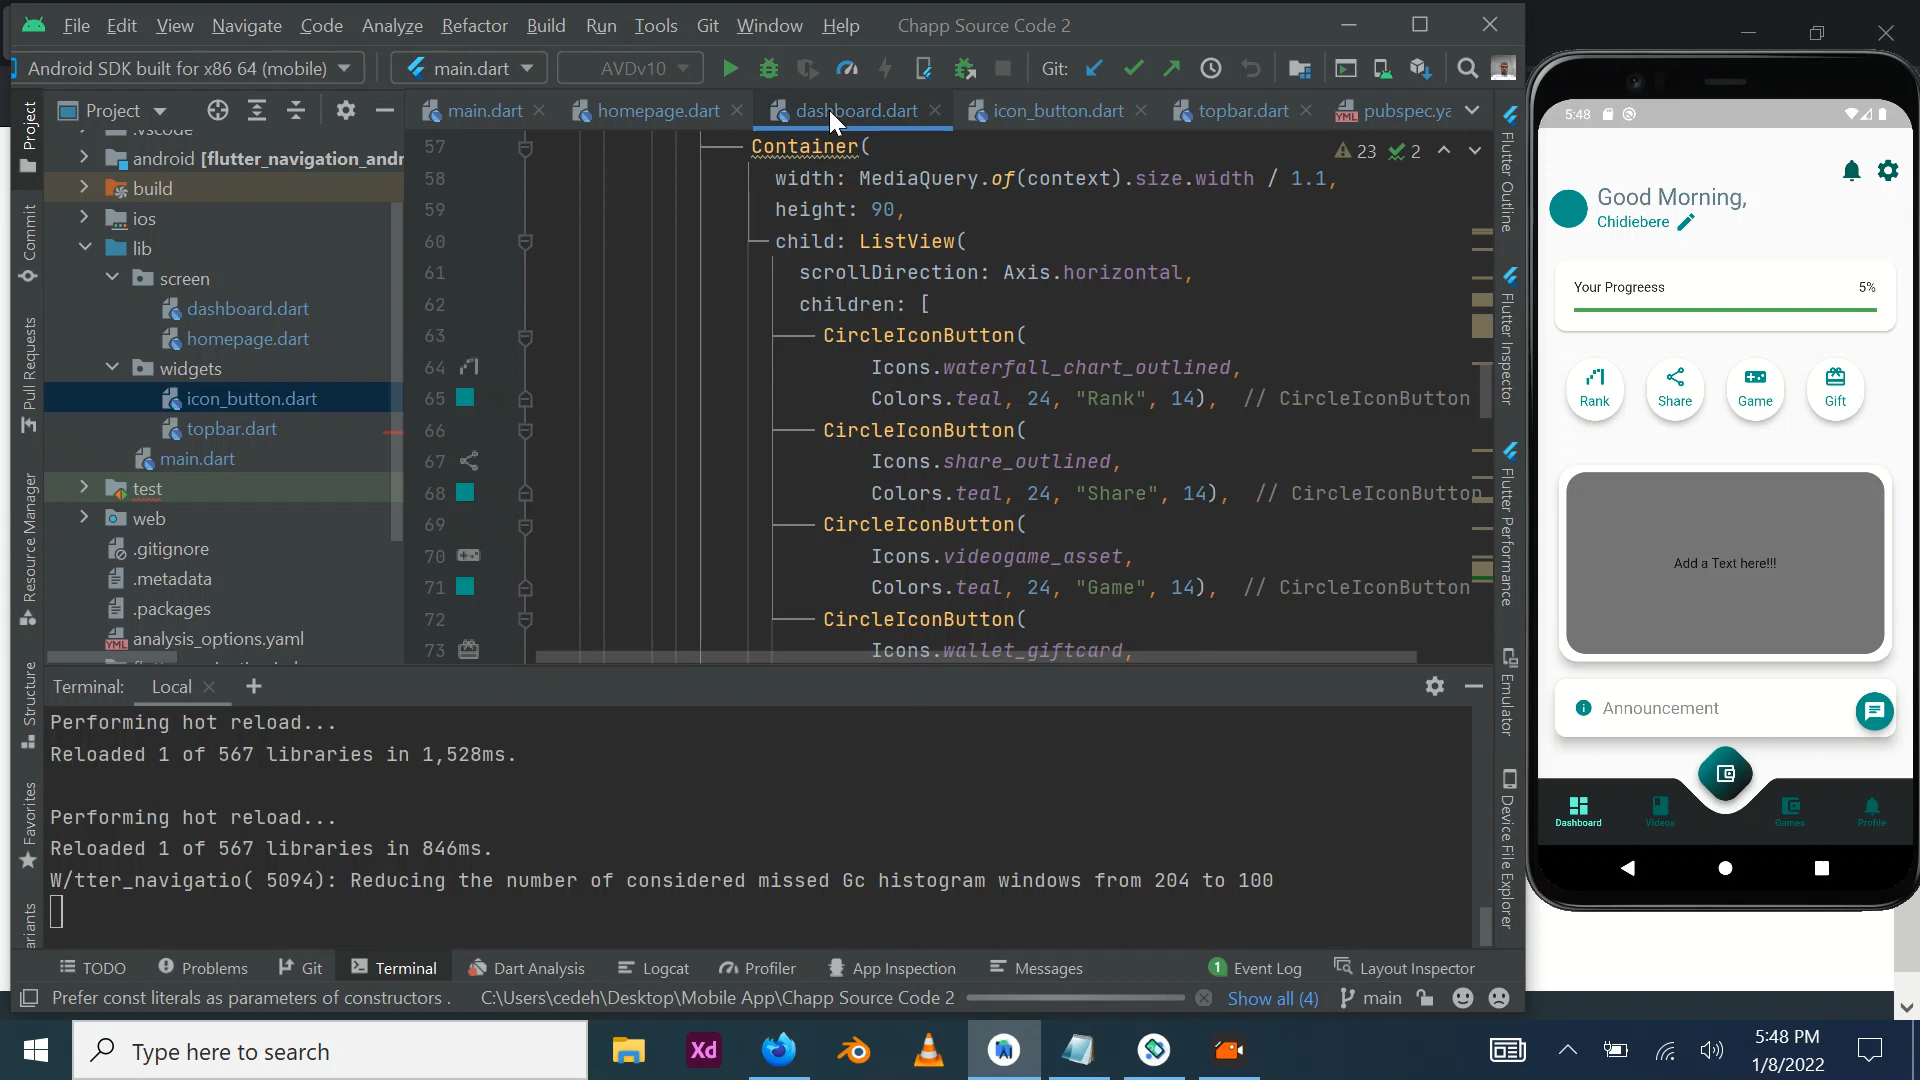 File Edit View Navigate Code Analyze Refactor Build Run Tools Git Window Help Chapp Source Code 2
Android SDK built for x86 64 (mobile) main.dart AVDv10 Git:
Project
main.dart homepage.dart dashboard.dart icon_button.dart topbar.dart pubspec.ya
.vscode
android [flutter_navigation_andr
build
ios
lib
screen
dashboard.dart
homepage.dart
widgets
icon_button.dart
topbar.dart
main.dart
test
web
.gitignore
.metadata
.packages
analysis_options.yaml
23 2
57 Container(
58 width: MediaQuery.of(context).size.width / 1.1,
59 height: 90,
60 child: ListView(
61 scrollDirection: Axis.horizontal,
62 children: [
63 CircleIconButton(
64 Icons.waterfall_chart_outlined,
65 Colors.teal, 24, "Rank", 14), // CircleIconButton
66 CircleIconButton(
67 Icons.share_outlined,
68 Colors.teal, 24, "Share", 14), // CircleIconButton
69 CircleIconButton(
70 Icons.videogame_asset,
71 Colors.teal, 24, "Game", 14), // CircleIconButton
72 CircleIconButton(
73 Icons.wallet_giftcard,
Project
Commit
Pull Requests
Resource Manager
Structure
Favorites
ariants
Flutter Outline
Flutter Inspector
Flutter Performance
Emulator
Device File Explorer
Terminal: Local
Performing hot reload...
Reloaded 1 of 567 libraries in 1,528ms.
Performing hot reload...
Reloaded 1 of 567 libraries in 846ms.
W/tter_navigatio( 5094): Reducing the number of considered missed Gc histogram windows from 204 to 100
TODO Problems Git Terminal Dart Analysis Logcat Profiler App Inspection Messages 1 Event Log Layout Inspector
Prefer const literals as parameters of constructors . C:\Users\cedeh\Desktop\Mobile App\Chapp Source Code 2 Show all (4) main
5:48
Good Morning,
Chidiebere
Your Progreess 5%
Rank Share Game Gift
Add a Text here!!!
Announcement
Dashboard Videos Games Profile
Type here to search
Xd
5:48 PM
1/8/2022